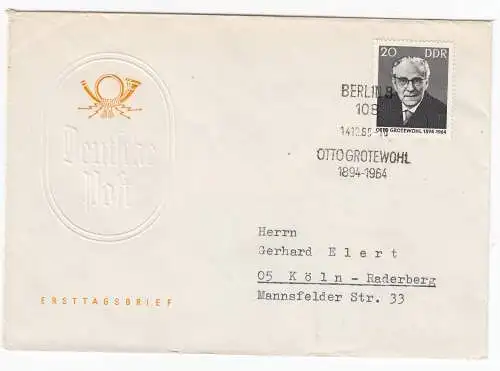 20 DDR
OTTO GROTEWOHL 1894-1964
BERLIN 8
108
OTTO GROTEWOHL
1894-1964
Deutsche
Post
Herrn
Gerhard Elert
05 Köln - Raderberg
Mannsfelder Str. 33
ERSTTAGSBRIEF